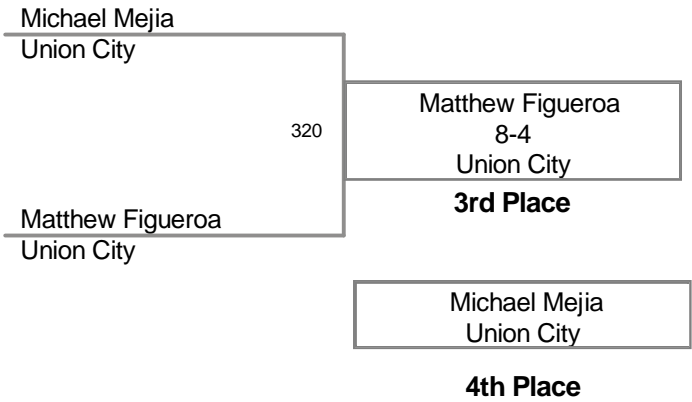 Michael Mejia
Union City
320
Matthew Figueroa
8-4
Union City
3rd Place
Matthew Figueroa
Union City
Michael Mejia
Union City
4th Place